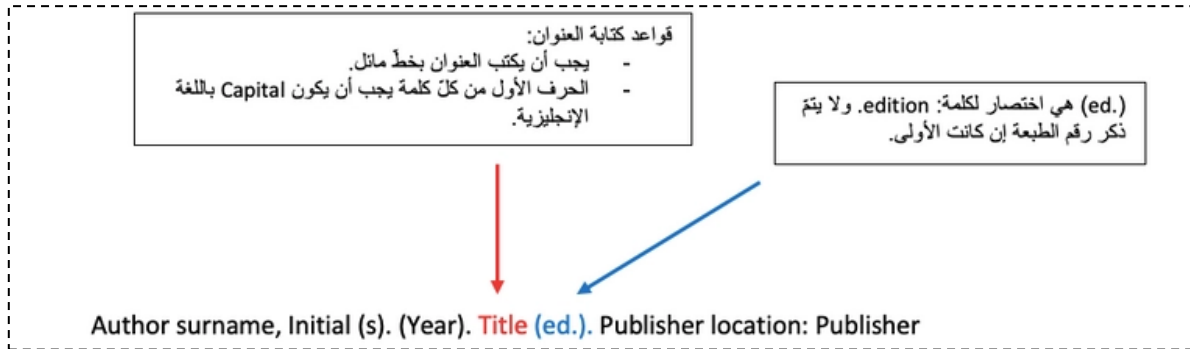 قواعد كتابة العنوان:
- يجب أن يكتب العنوان بخطّ مائل.
- الحرف الأول من كلّ كلمة يجب أن يكون Capital باللغة
الإنجليزية.
(ed.) هي اختصار لكلمة: edition. ولا يتمّ
ذكر رقم الطبعة إن كانت الأولى.
Author surname, Initial (s). (Year). Title (ed.). Publisher location: Publisher